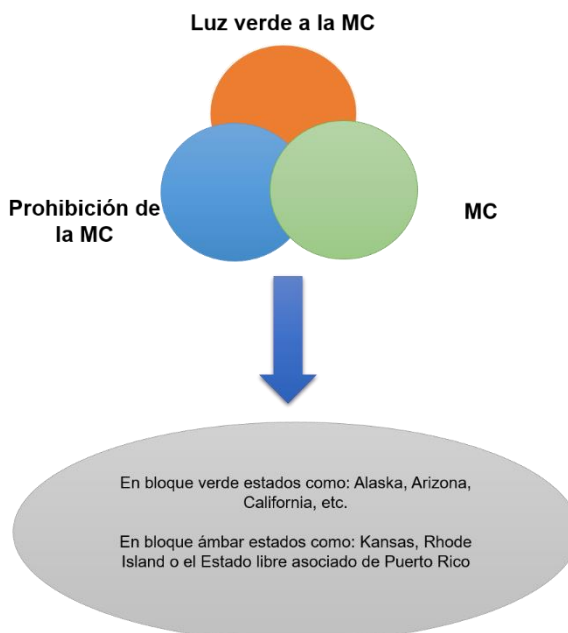 Luz verde a la MC
Prohibición de
la MC
MC
En bloque verde estados como: Alaska, Arizona,
California, etc.
En bloque ámbar estados como: Kansas, Rhode
Island o el Estado libre asociado de Puerto Rico